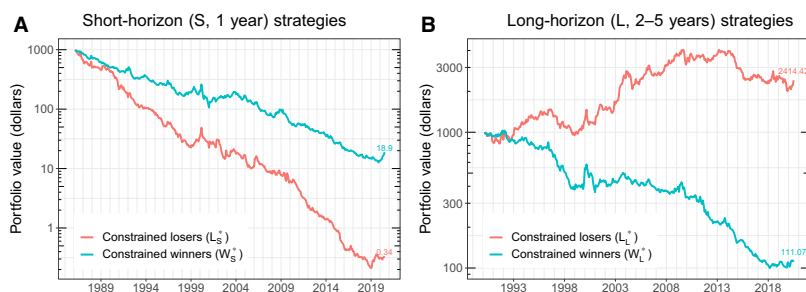 A
Short-horizon (S, 1 year) strategies
Portfolio value (dollars)
1000
100
10
1
18.9
0.34
Constrained losers (L*S)
Constrained winners (W*S)
1989
1994
1999
2004
2009
2014
2019
B
Long-horizon (L, 2–5 years) strategies
Portfolio value (dollars)
3000
1000
300
100
2414.42
111.07
Constrained losers (L*L)
Constrained winners (W*L)
1993
1998
2003
2008
2013
2018